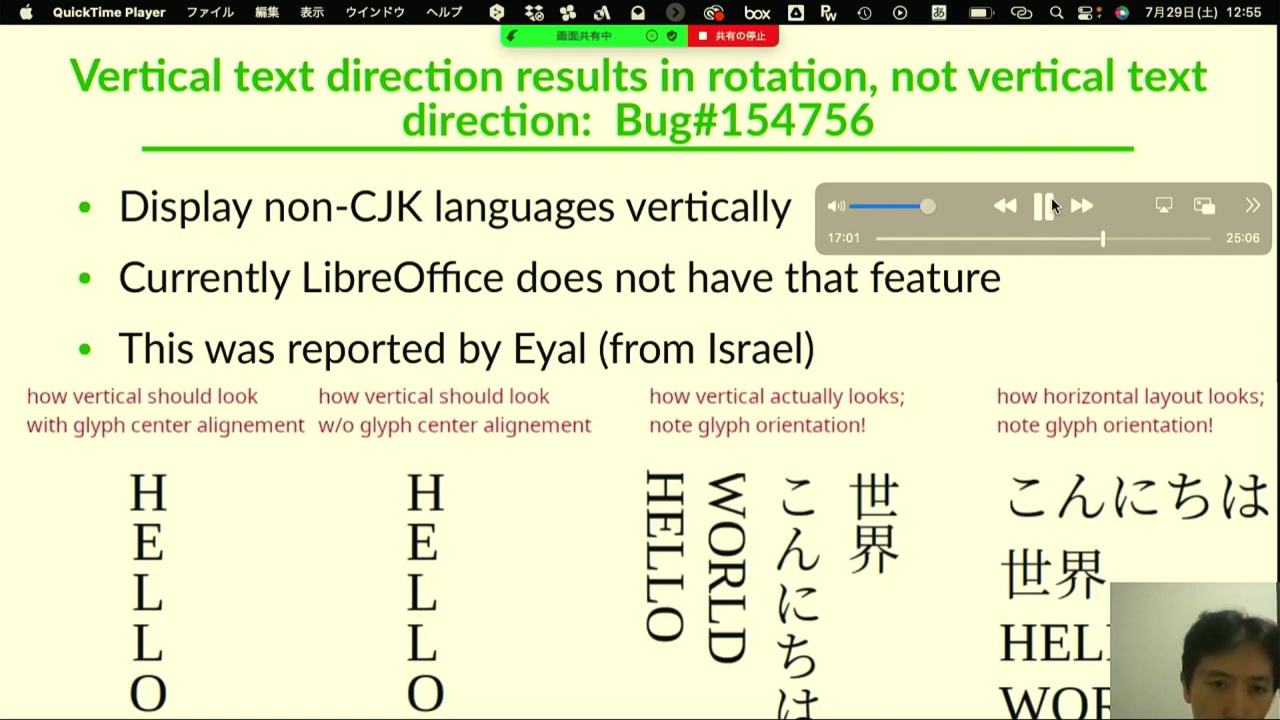 QuickTime Player ファイル 編集 表示 ウインドウ ヘルプ box あ 7月29日(土) 12:55
画面共有中 共有の停止
Vertical text direction results in rotation, not vertical text
direction: Bug#154756
• Display non-CJK languages vertically
17:01 25:06
• Currently LibreOffice does not have that feature
• This was reported by Eyal (from Israel)
how vertical should look
with glyph center alignement
how vertical should look
w/o glyph center alignement
how vertical actually looks;
note glyph orientation!
how horizontal layout looks;
note glyph orientation!
H
E
L
L
O
H
E
L
L
O
HELLO
WORLD
こんにちは
世界
こんにちは
世界
HELL
WOR